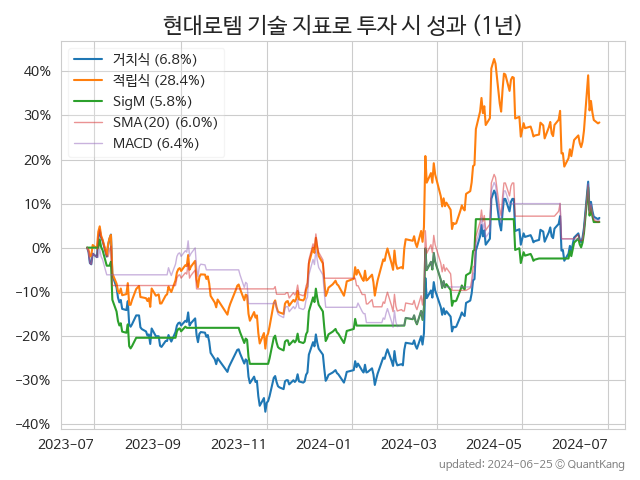 현대로템 기술 지표로 투자 시 성과 (1년)
거치식 (6.8%)
적립식 (28.4%)
SigM (5.8%)
SMA(20) (6.0%)
MACD (6.4%)
40%
30%
20%
10%
0%
−10%
−20%
−30%
−40%
2023-07 2023-09 2023-11 2024-01 2024-03 2024-05 2024-07
updated: 2024-06-25 ⓒ QuantKang